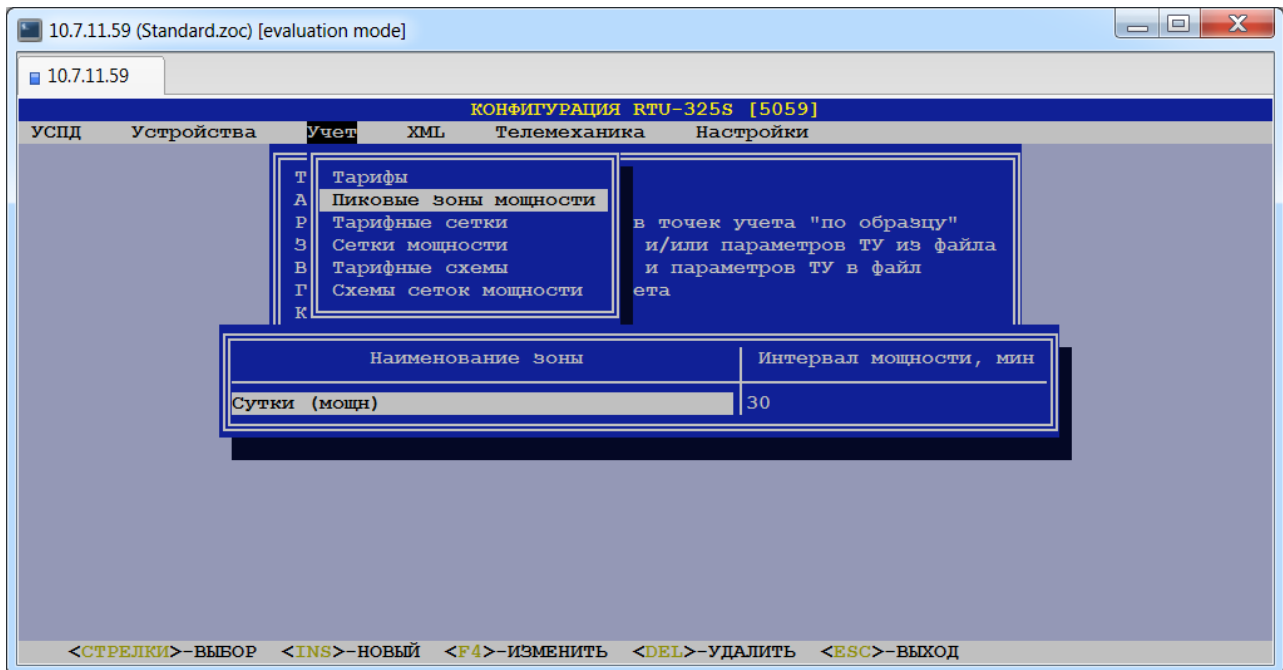 10.7.11.59 (Standard.zoc) [evaluation mode]
10.7.11.59
КОНФИГУРАЦИЯ RTU-325S [5059]
УСПД Устройства Учет XML Телемеханика Настройки
Т Тарифы
А Пиковые зоны мощности
Р Тарифные сетки в точек учета "по образцу"
З Сетки мощности и/или параметров ТУ из файла
В Тарифные схемы и параметров ТУ в файл
Г Схемы сеток мощности ета
К
Наименование зоны Интервал мощности, мин
Сутки (мощн) 30
<СТРЕЛКИ>-ВЫБОР <INS>-НОВЫЙ <F4>-ИЗМЕНИТЬ <DEL>-УДАЛИТЬ <ESC>-ВЫХОД